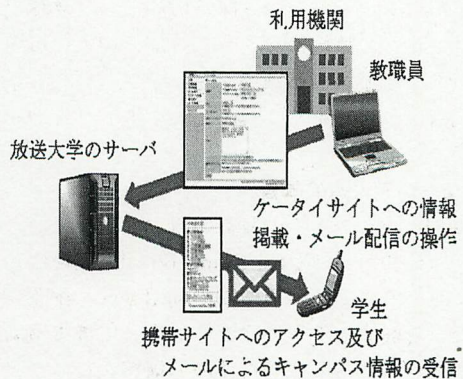 利用機関
教職員
放送大学のサーバ
ケータイサイトへの情報
掲載・メール配信の操作
学生
携帯サイトへのアクセス及び
メールによるキャンパス情報の受信